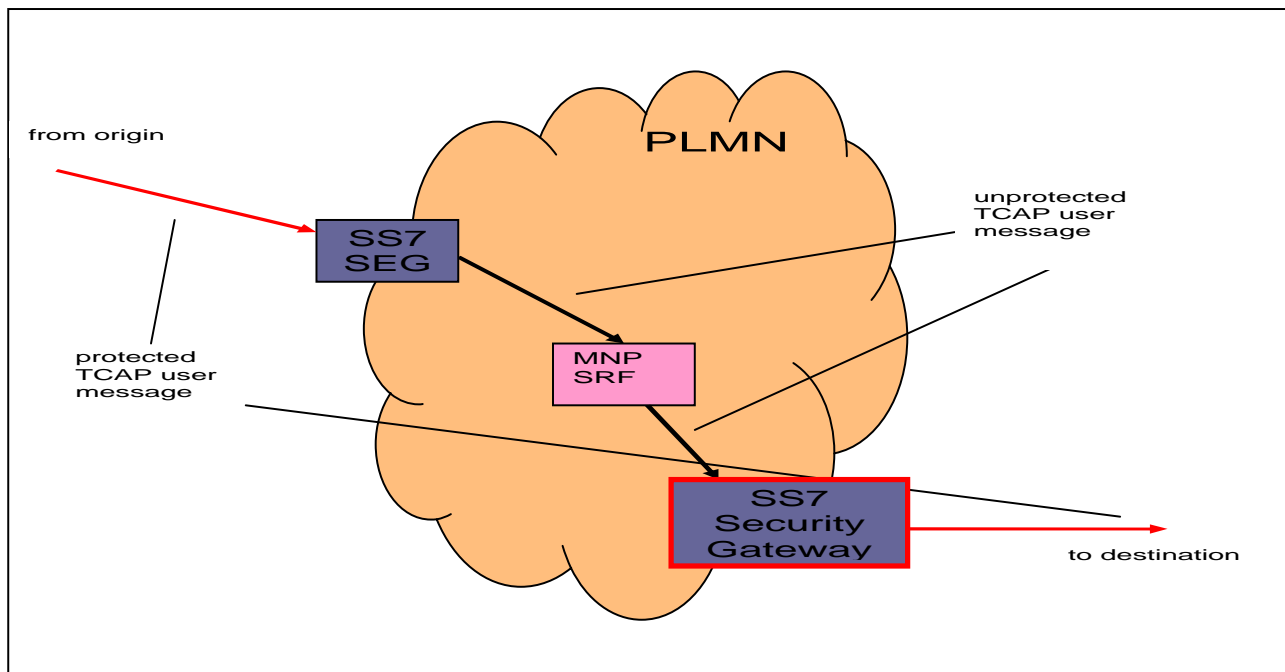 PLMN
from origin
unprotected
TCAP user
message
SS7
SEG
MNP
SRF
protected
TCAP user
message
SS7
Security
Gateway
to destination